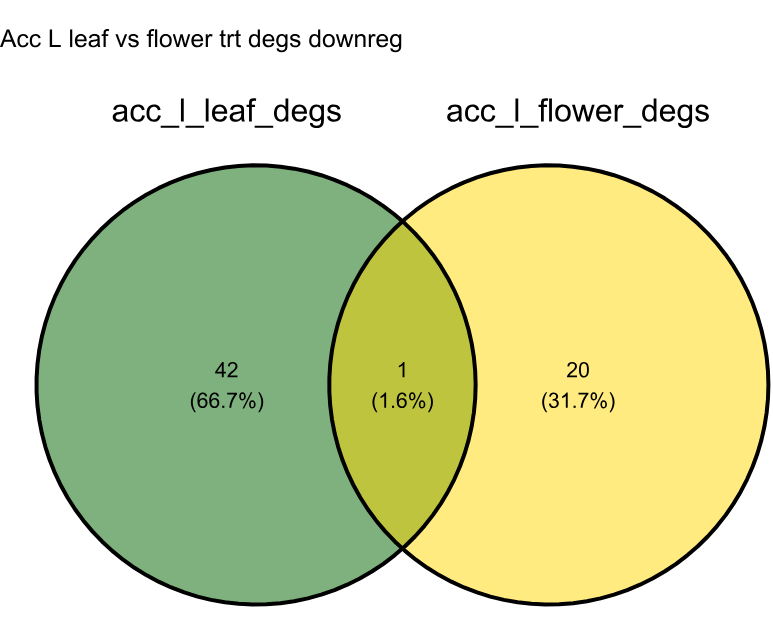 Acc L leaf vs flower trt degs downreg
acc_l_leaf_degs
acc_l_flower_degs
42
(66.7%)
1
(1.6%)
20
(31.7%)